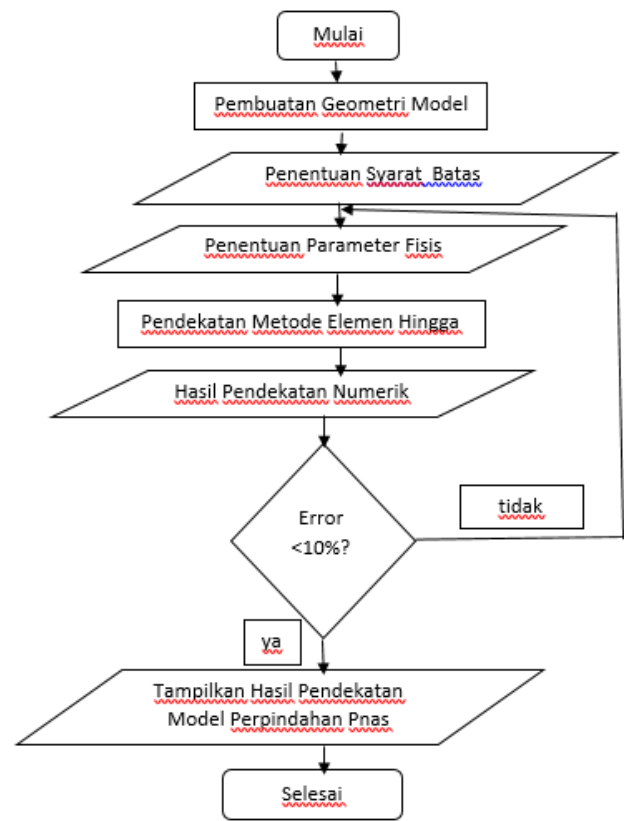 Mulai
Pembuatan Geometri Model
Penentuan Syarat Batas
Penentuan Parameter Fisis
Pendekatan Metode Elemen Hingga
Hasil Pendekatan Numerik
Error
<10%?
tidak
ya
Tampilkan Hasil Pendekatan
Model Perpindahan Pnas
Selesai